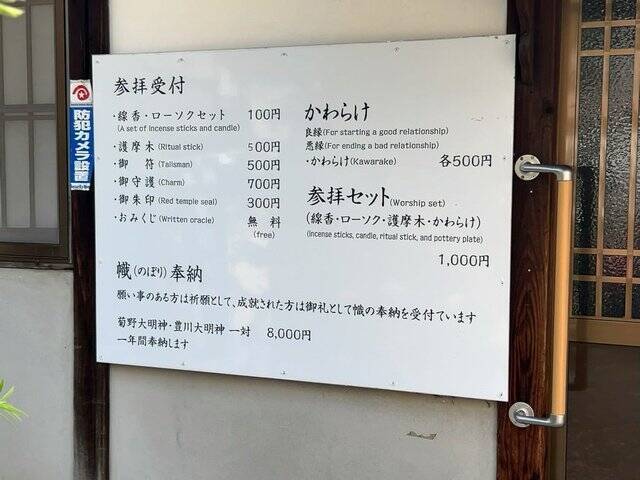 参拝受付
・線香・ローソクセット 100円
(A set of incense sticks and candle)
・護摩木 (Ritual stick) 500円
・御符 (Talisman) 500円
・御守護 (Charm) 700円
・御朱印 (Red temple seal) 300円
・おみくじ (Written oracle) 無料
(free)
かわらけ
良縁(For starting a good relationship)
悪縁(For ending a bad relationship)
・かわらけ(Kawarake) 各500円
参拝セット(Worship set)
(線香・ローソク・護摩木・かわらけ)
(Incense sticks, candle, ritual stick, and pottery plate)
1,000円
幟(のぼり)奉納
願い事のある方は祈願として、成就された方は御礼として幟の奉納を受付ています
菊野大明神・豊川大明神 一対 8,000円
一年間奉納します
防犯カメラ設置